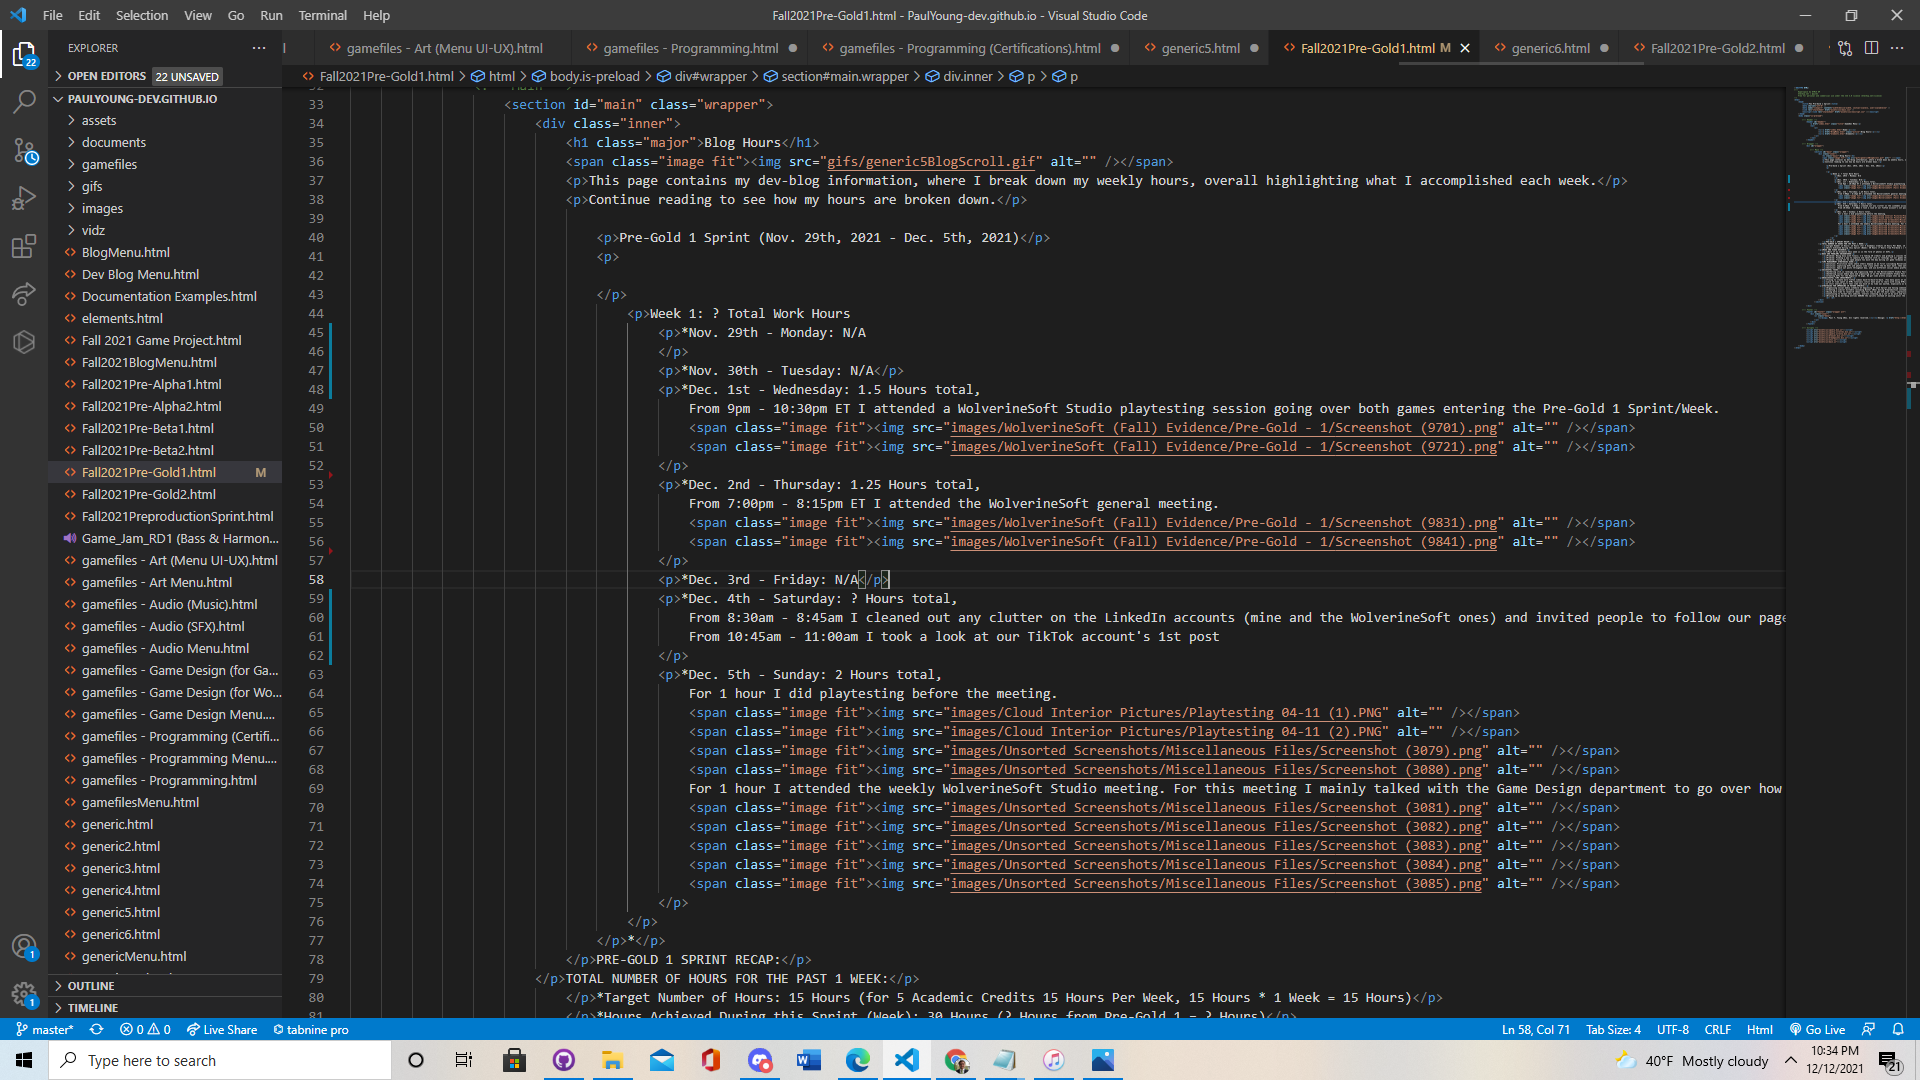 File Edit Selection View Go Run Terminal Help
Fall2021Pre-Gold1.html - PaulYoung-dev.github.io - Visual Studio Code
EXPLORER
gamefiles - Art (Menu UI-UX).html
gamefiles - Programming.html
gamefiles - Programming (Certifications).html
generic5.html
Fall2021Pre-Gold1.html M
generic6.html
Fall2021Pre-Gold2.html
OPEN EDITORS 22 UNSAVED
Fall2021Pre-Gold1.html > html > body.is-preload > div#wrapper > section#main.wrapper > div.inner > p > p
22
PAULYOUNG-DEV.GITHUB.IO
assets
documents
gamefiles
gifs
images
vidz
BlogMenu.html
Dev Blog Menu.html
Documentation Examples.html
elements.html
Fall 2021 Game Project.html
Fall2021BlogMenu.html
Fall2021Pre-Alpha1.html
Fall2021Pre-Alpha2.html
Fall2021Pre-Beta1.html
Fall2021Pre-Beta2.html
Fall2021Pre-Gold1.html M
Fall2021Pre-Gold2.html
Fall2021PreproductionSprint.html
Game_Jam_RD1 (Bass & Harmon...
gamefiles - Art (Menu UI-UX).html
gamefiles - Art Menu.html
gamefiles - Audio (Music).html
gamefiles - Audio (SFX).html
gamefiles - Audio Menu.html
gamefiles - Game Design (for Ga...
gamefiles - Game Design (for Wo...
gamefiles - Game Design Menu....
gamefiles - Programming (Certifi...
gamefiles - Programming Menu....
gamefiles - Programming.html
gamefilesMenu.html
generic.html
generic2.html
generic3.html
generic4.html
generic5.html
generic6.html
genericMenu.html
OUTLINE
TIMELINE
1
1
33 <section id="main" class="wrapper">
34 <div class="inner">
35 <h1 class="major">Blog Hours</h1>
36 <span class="image fit"><img src="gifs/generic5BlogScroll.gif" alt="" /></span>
37 <p>This page contains my dev-blog information, where I break down my weekly hours, overall highlighting what I accomplished each week.</p>
38 <p>Continue reading to see how my hours are broken down.</p>
39
40 <p>Pre-Gold 1 Sprint (Nov. 29th, 2021 - Dec. 5th, 2021)</p>
41 <p>
42
43 </p>
44 <p>Week 1: ? Total Work Hours
45 <p>*Nov. 29th - Monday: N/A
46 </p>
47 <p>*Nov. 30th - Tuesday: N/A</p>
48 <p>*Dec. 1st - Wednesday: 1.5 Hours total,
49 From 9pm - 10:30pm ET I attended a WolverineSoft Studio playtesting session going over both games entering the Pre-Gold 1 Sprint/Week.
50 <span class="image fit"><img src="images/WolverineSoft (Fall) Evidence/Pre-Gold - 1/Screenshot (9701).png" alt="" /></span>
51 <span class="image fit"><img src="images/WolverineSoft (Fall) Evidence/Pre-Gold - 1/Screenshot (9721).png" alt="" /></span>
52 </p>
53 <p>*Dec. 2nd - Thursday: 1.25 Hours total,
54 From 7:00pm - 8:15pm ET I attended the WolverineSoft general meeting.
55 <span class="image fit"><img src="images/WolverineSoft (Fall) Evidence/Pre-Gold - 1/Screenshot (9831).png" alt="" /></span>
56 <span class="image fit"><img src="images/WolverineSoft (Fall) Evidence/Pre-Gold - 1/Screenshot (9841).png" alt="" /></span>
57 </p>
58 <p>*Dec. 3rd - Friday: N/A</p>
59 <p>*Dec. 4th - Saturday: ? Hours total,
60 From 8:30am - 8:45am I cleaned out any clutter on the LinkedIn accounts (mine and the WolverineSoft ones) and invited people to follow our page
61 From 10:45am - 11:00am I took a look at our TikTok account's 1st post
62 </p>
63 <p>*Dec. 5th - Sunday: 2 Hours total,
64 For 1 hour I did playtesting before the meeting.
65 <span class="image fit"><img src="images/Cloud Interior Pictures/Playtesting 04-11 (1).PNG" alt="" /></span>
66 <span class="image fit"><img src="images/Cloud Interior Pictures/Playtesting 04-11 (2).PNG" alt="" /></span>
67 <span class="image fit"><img src="images/Unsorted Screenshots/Miscellaneous Files/Screenshot (3079).png" alt="" /></span>
68 <span class="image fit"><img src="images/Unsorted Screenshots/Miscellaneous Files/Screenshot (3080).png" alt="" /></span>
69 For 1 hour I attended the weekly WolverineSoft Studio meeting. For this meeting I mainly talked with the Game Design department to go over how
70 <span class="image fit"><img src="images/Unsorted Screenshots/Miscellaneous Files/Screenshot (3081).png" alt="" /></span>
71 <span class="image fit"><img src="images/Unsorted Screenshots/Miscellaneous Files/Screenshot (3082).png" alt="" /></span>
72 <span class="image fit"><img src="images/Unsorted Screenshots/Miscellaneous Files/Screenshot (3083).png" alt="" /></span>
73 <span class="image fit"><img src="images/Unsorted Screenshots/Miscellaneous Files/Screenshot (3084).png" alt="" /></span>
74 <span class="image fit"><img src="images/Unsorted Screenshots/Miscellaneous Files/Screenshot (3085).png" alt="" /></span>
75 </p>
76 </p>
77 </p>*</p>
78 </p>PRE-GOLD 1 SPRINT RECAP:</p>
79 </p>TOTAL NUMBER OF HOURS FOR THE PAST 1 WEEK:</p>
80 </p>*Target Number of Hours: 15 Hours (for 5 Academic Credits 15 Hours Per Week, 15 Hours * 1 Week = 15 Hours)</p>
81 </p>*Hours Achieved During this Sprint (Week): 30 Hours (? Hours from Pre-Gold 1 = ? Hours)</p>
master* 0 0 Live Share tabnine pro
Ln 58, Col 71 Tab Size: 4 UTF-8 CRLF Html Go Live
Type here to search
40°F Mostly cloudy
10:34 PM
12/12/2021
21